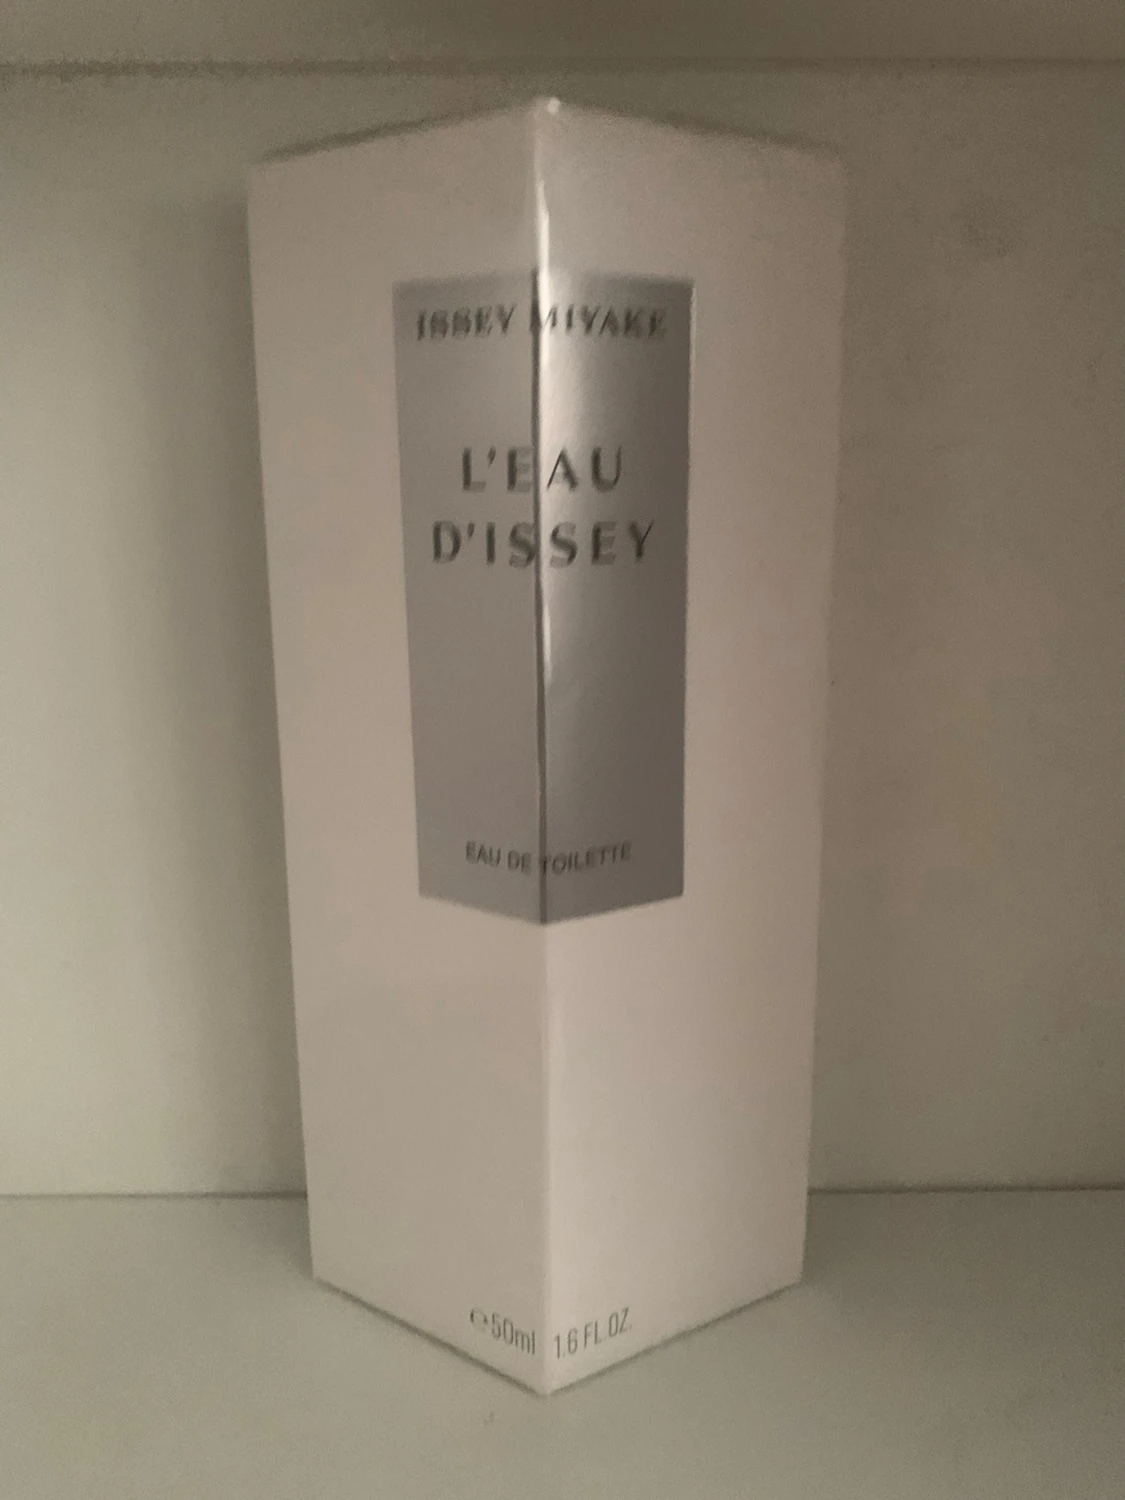 ISSEY MIYAKE
L'EAU
D'ISSEY
EAU DE TOILETTE
℮50ml 1.6 FL.OZ.